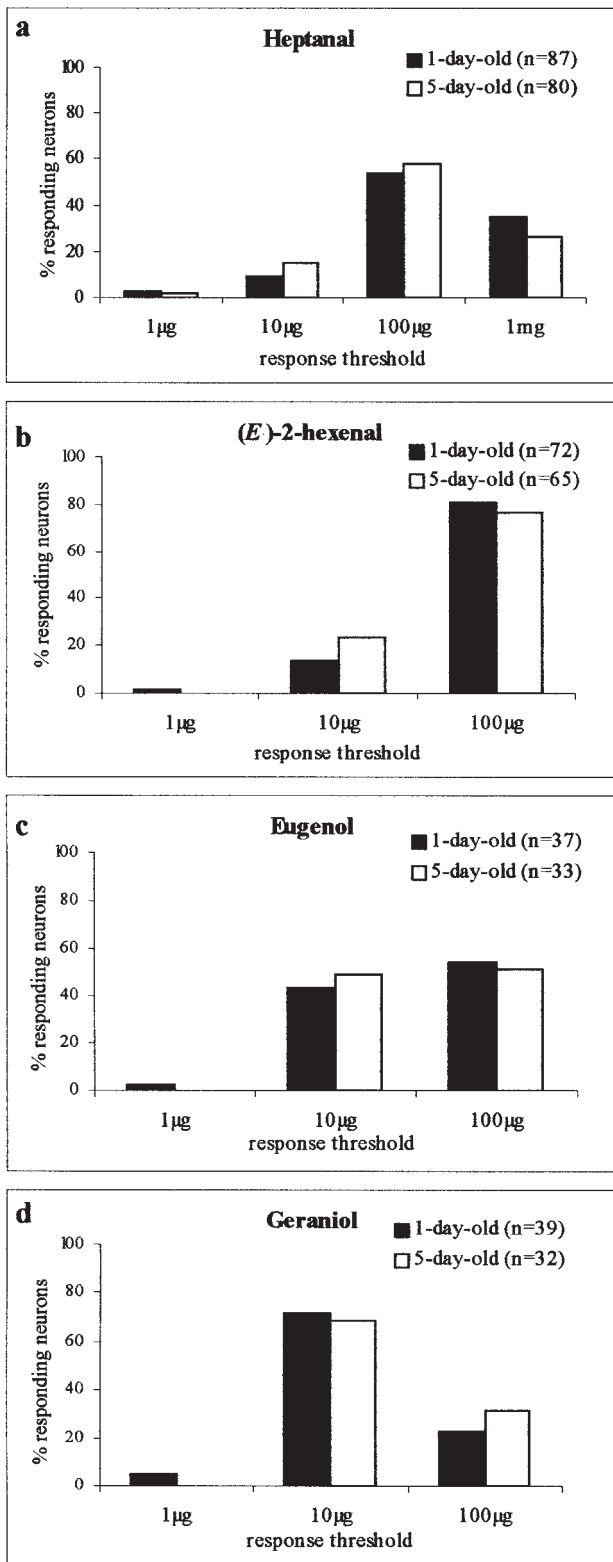 a
Heptanal
1-day-old (n=87)
5-day-old (n=80)
% responding neurons
100
80
60
40
20
0
1µg 10µg 100µg 1mg
response threshold
b
(E)-2-hexenal
1-day-old (n=72)
5-day-old (n=65)
% responding neurons
100
80
60
40
20
0
1µg 10µg 100µg
response threshold
c
Eugenol
1-day-old (n=37)
5-day-old (n=33)
% responding neurons
100
80
60
40
20
0
1µg 10µg 100µg
response threshold
d
Geraniol
1-day-old (n=39)
5-day-old (n=32)
% responding neurons
100
80
60
40
20
0
1µg 10µg 100µg
response threshold